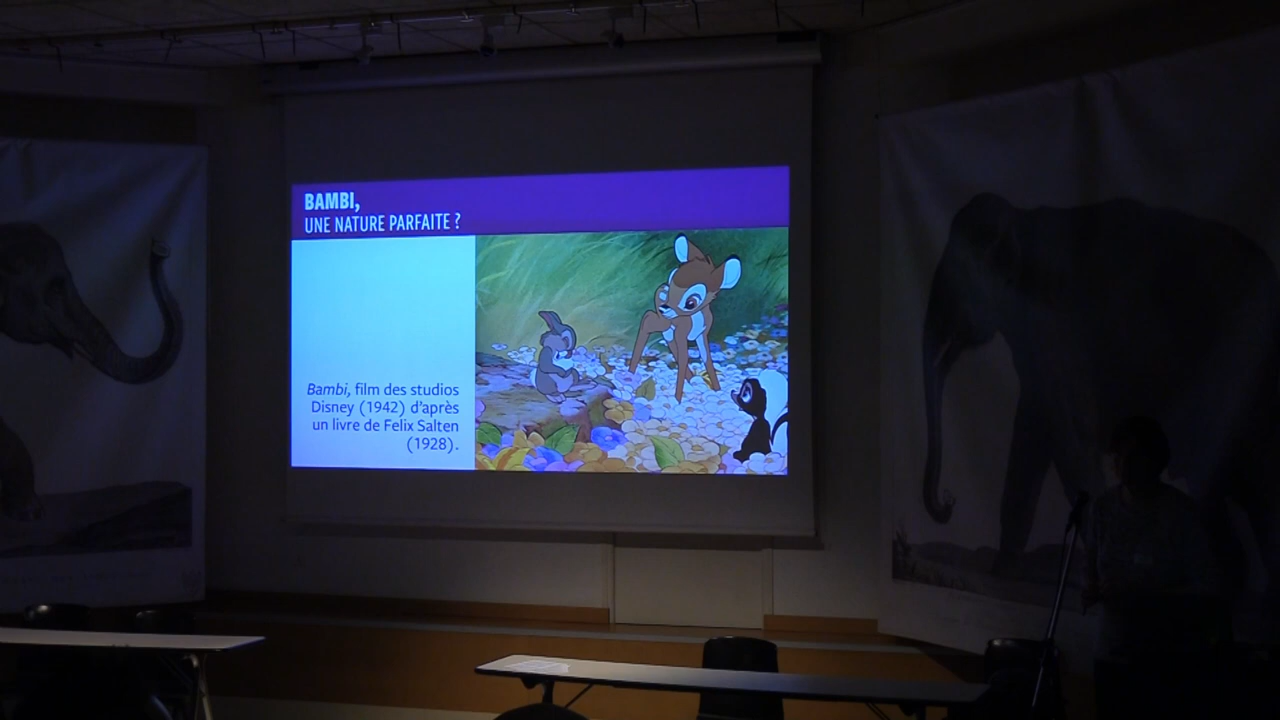 BAMBI,
UNE NATURE PARFAITE ?
Bambi, film des studios
Disney (1942) d'après
un livre de Felix Salten
(1928).